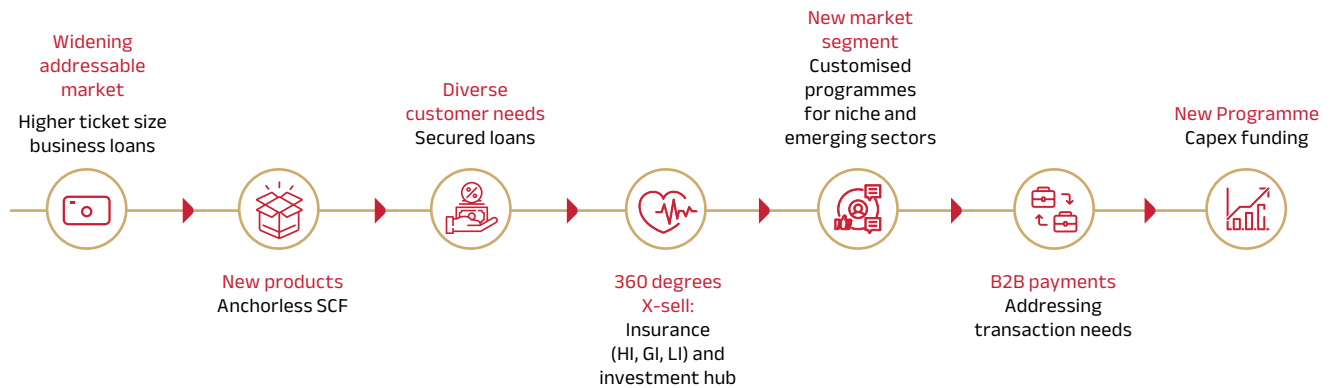 Widening
addressable
market
Higher ticket size
business loans
New products
Anchorless SCF
Diverse
customer needs
Secured loans
360 degrees
X-sell:
Insurance
(HI, GI, LI) and
investment hub
New market
segment
Customised
programmes
for niche and
emerging sectors
B2B payments
Addressing
transaction needs
New Programme
Capex funding